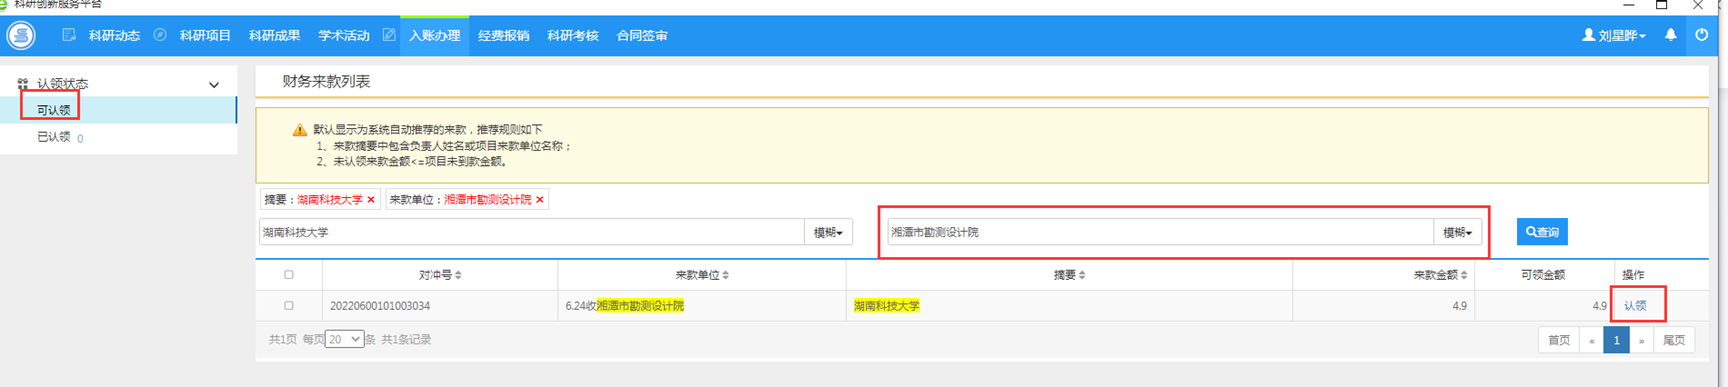 科研创新服务平台
科研动态 科研项目 科研成果 学术活动 入账办理 经费报销 科研考核 合同签审 刘星晔
认领状态
可认领
已认领 0
财务来款列表
默认显示为系统自动推荐的来款，推荐规则如下
1、来款摘要中包含负责人姓名或项目来款单位名称；
2、未认领来款金额<=项目未到款金额。
摘要：湖南科技大学 × 来款单位：湘潭市勘测设计院 ×
湖南科技大学 模糊 湘潭市勘测设计院 模糊 查询
对冲号 来款单位 摘要 来款金额 可领金额 操作
20220600101003034 6.24收湘潭市勘测设计院 湖南科技大学 4.9 4.9 认领
共1页 每页 20 条 共1条记录 首页 « 1 » 尾页